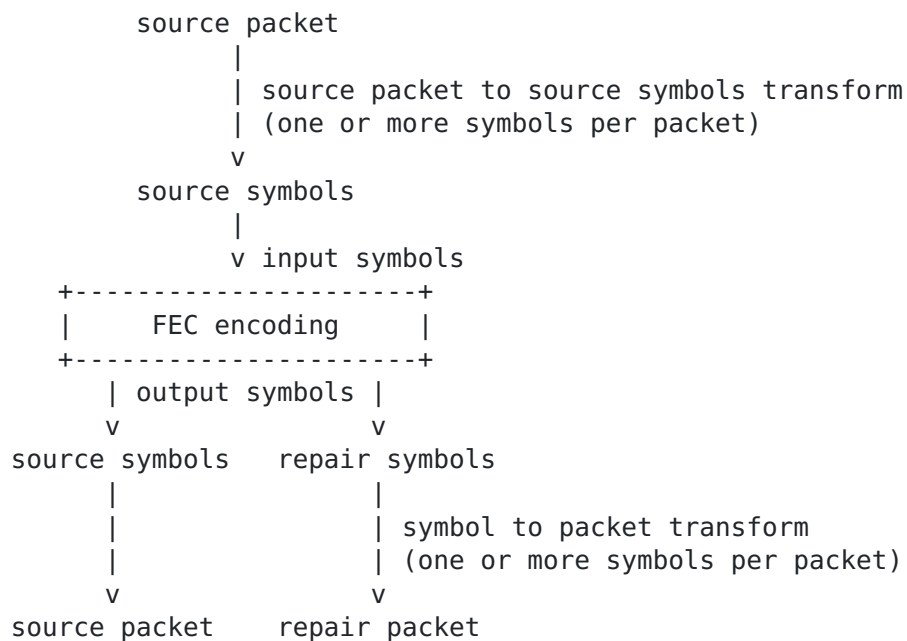 source packet
|
| source packet to source symbols transform
| (one or more symbols per packet)
v
source symbols
|
v input symbols
+----------------------+
| FEC encoding |
+----------------------+
| output symbols |
v v
source symbols repair symbols
| |
| | symbol to packet transform
| | (one or more symbols per packet)
v v
source packet repair packet